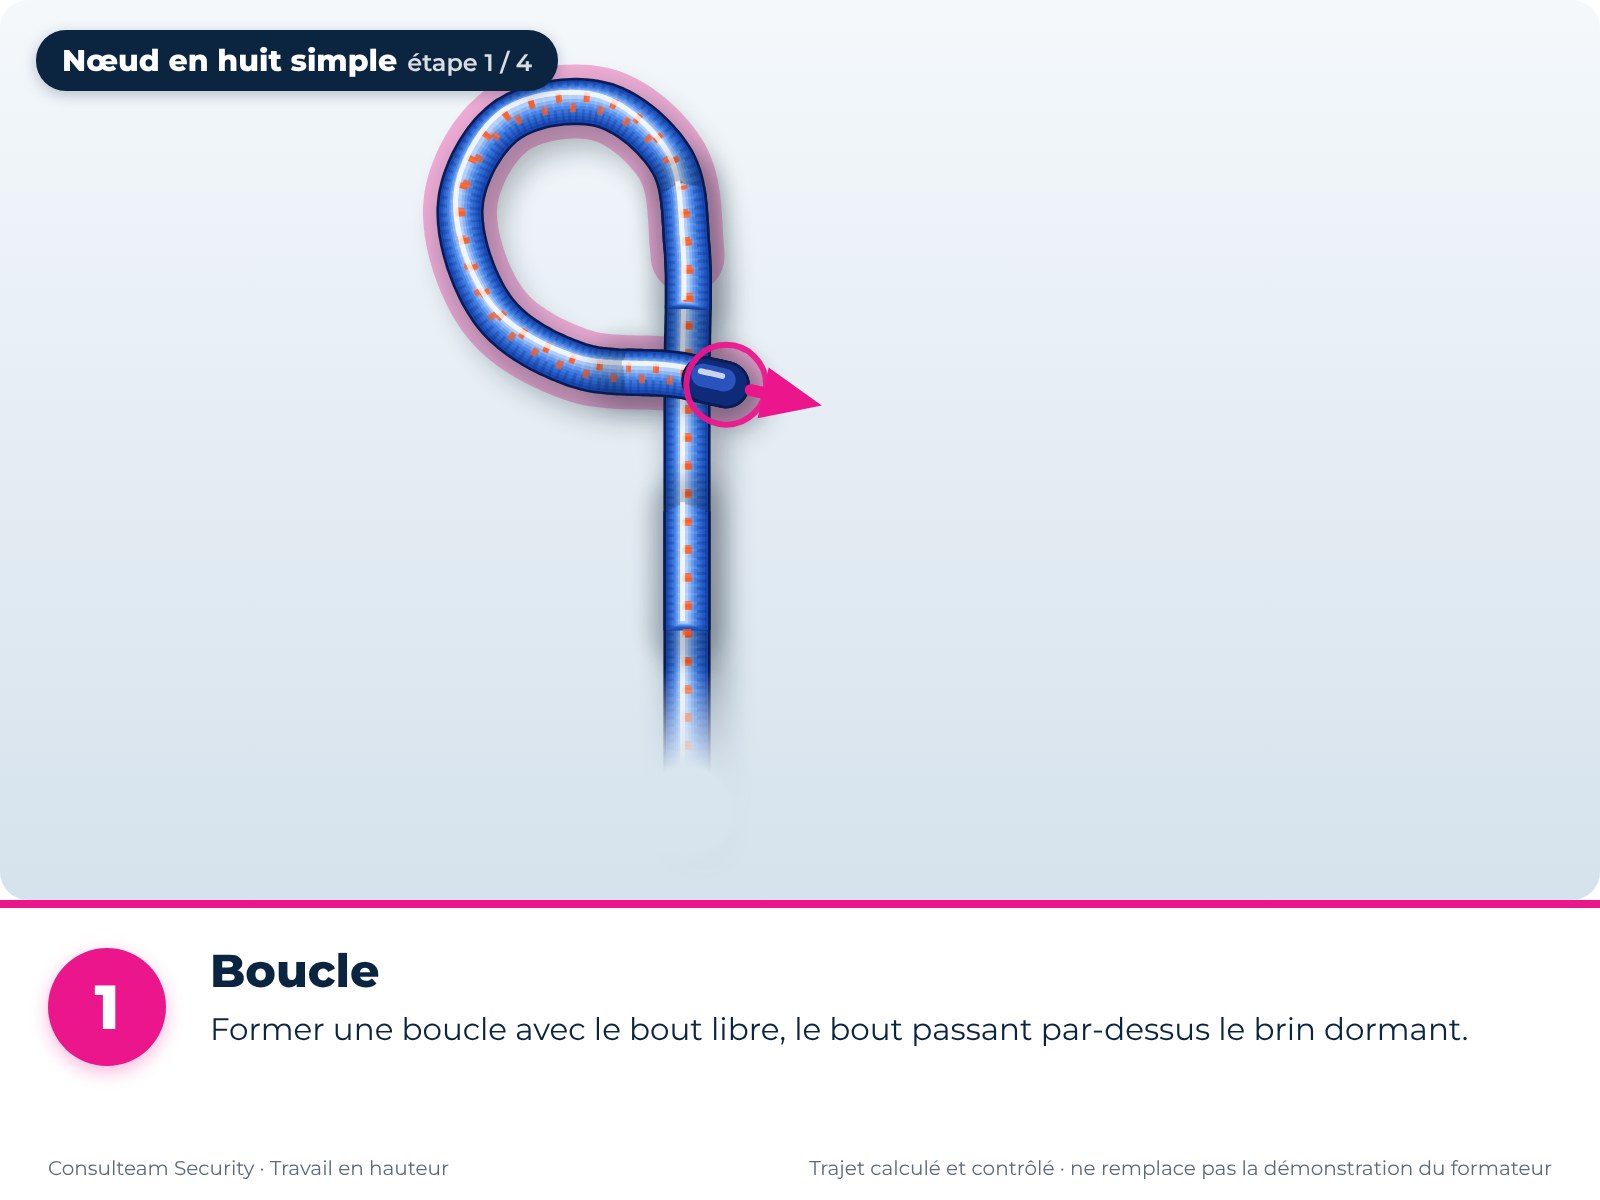 Nœud en huit simple étape 1 / 4
1
Boucle
Former une boucle avec le bout libre, le bout passant par-dessus le brin dormant.
Consulteam Security · Travail en hauteur
Trajet calculé et contrôlé · ne remplace pas la démonstration du formateur